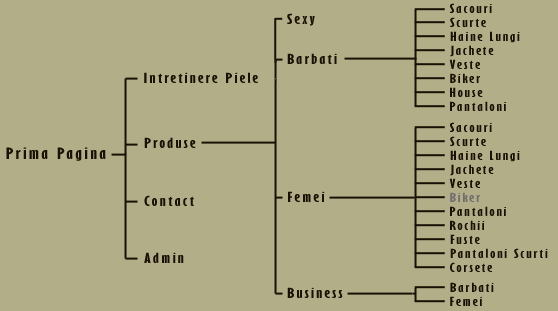 Prima Pagina
Intretinere Piele
Produse
Contact
Admin
Sexy
Barbati
Femei
Business
Sacouri
Scurte
Haine Lungi
Jachete
Veste
Biker
House
Pantaloni
Sacouri
Scurte
Haine Lungi
Jachete
Veste
Biker
Pantaloni
Rochii
Fuste
Pantaloni Scurti
Corsete
Barbati
Femei